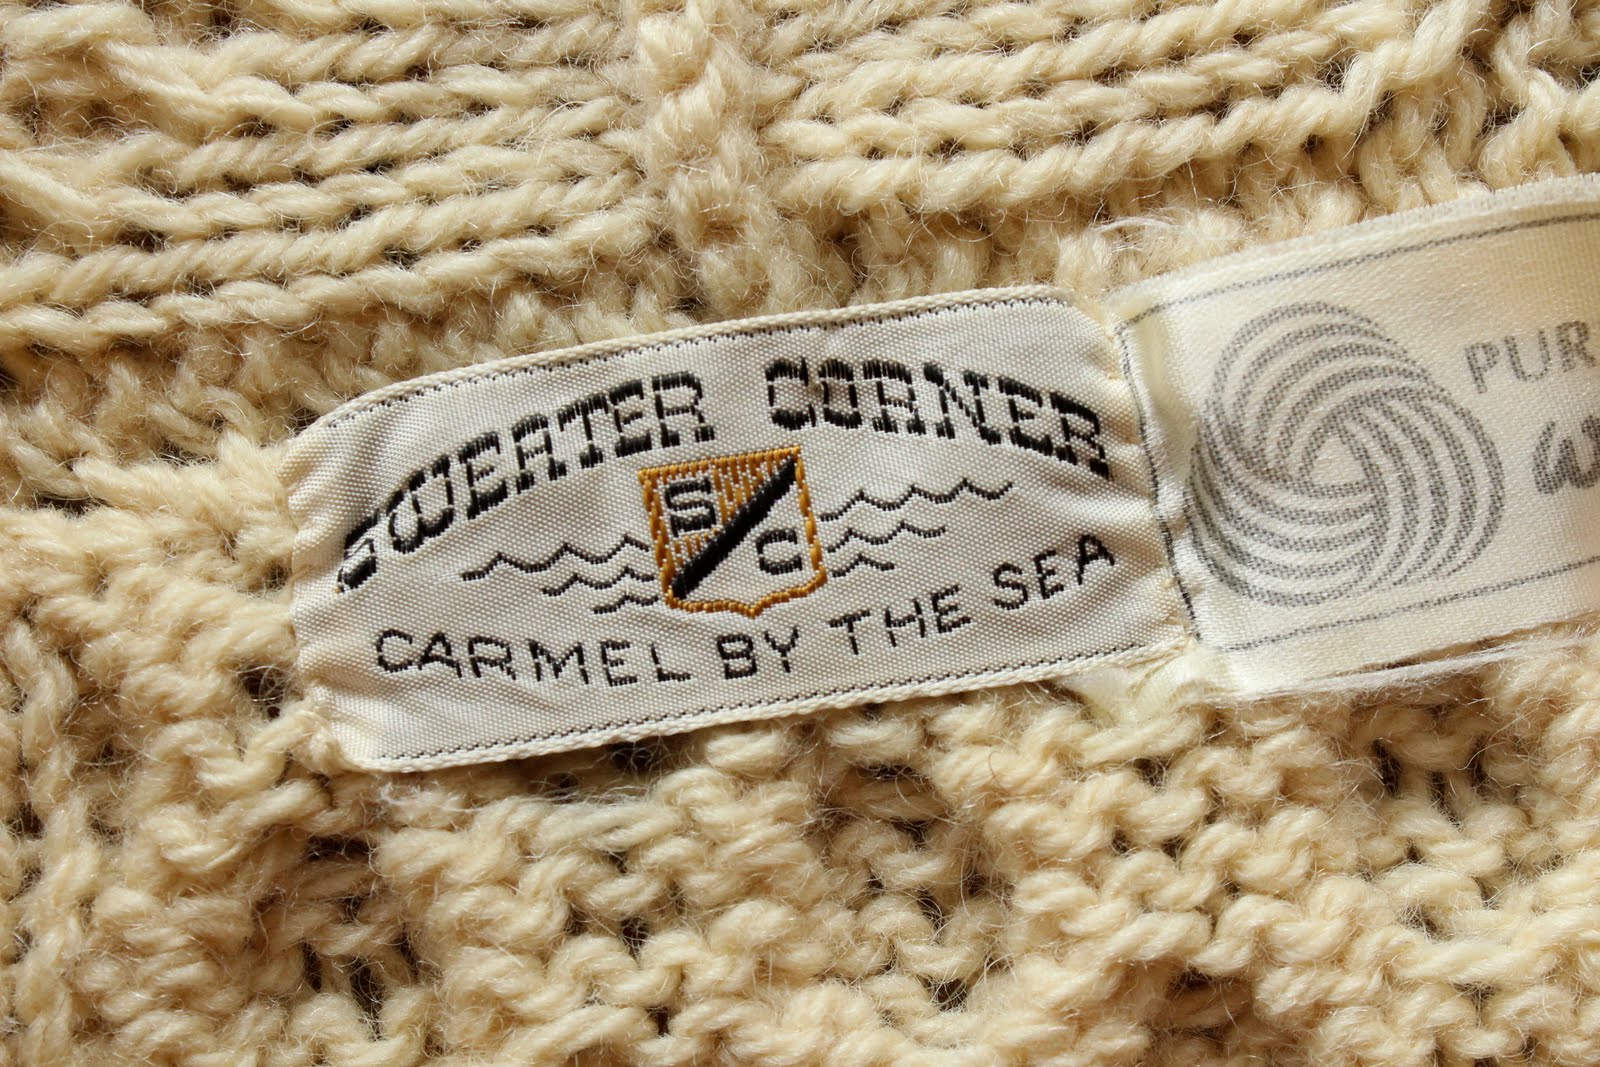 SWEATER CORNER
S
C
CARMEL BY THE SEA
PUR